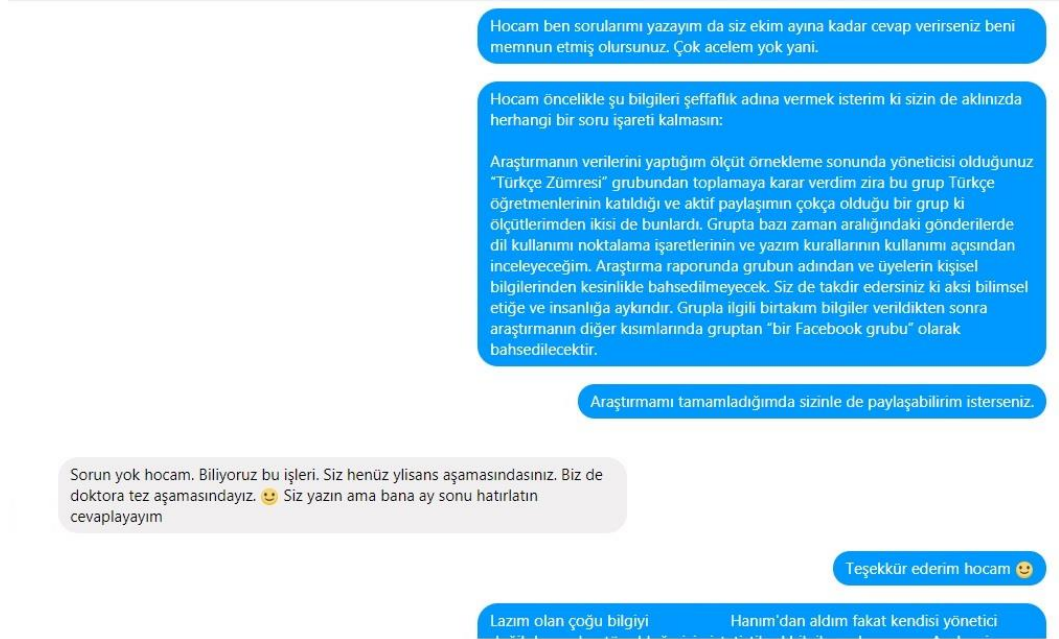 Hocam ben sorularımı yazayım da siz ekim ayına kadar cevap verirseniz beni
memnun etmiş olursunuz. Çok acelem yok yani.
Hocam öncelikle şu bilgileri şeffaflık adına vermek isterim ki sizin de aklınızda
herhangi bir soru işareti kalmasın:
Araştırmanın verilerini yaptığım ölçüt örnekleme sonunda yöneticisi olduğunuz
“Türkçe Zümresi” grubundan toplamaya karar verdim zira bu grup Türkçe
öğretmenlerinin katıldığı ve aktif paylaşımın çokça olduğu bir grup ki
ölçütlerimden ikisi de bunlardı. Grupta bazı zaman aralığındaki gönderilerde
dil kullanımı noktalama işaretlerinin ve yazım kurallarının kullanımı açısından
inceleyeceğim. Araştırma raporunda grubun adından ve üyelerin kişisel
bilgilerinden kesinlikle bahsedilmeyecek. Siz de takdir edersiniz ki aksi bilimsel
etiğe ve insanlığa aykırıdır. Grupla ilgili birtakım bilgiler verildikten sonra
araştırmanın diğer kısımlarında gruptan “bir Facebook grubu” olarak
bahsedilecektir.
Araştırmamı tamamladığımda sizinle de paylaşabilirim isterseniz.
Sorun yok hocam. Biliyoruz bu işleri. Siz henüz ylisans aşamasındasınız. Biz de
doktora tez aşamasındayız. 🙂 Siz yazın ama bana ay sonu hatırlatın
cevaplayayım
Teşekkür ederim hocam 🙂
Lazım olan çoğu bilgiyi Hanım'dan aldım fakat kendisi yönetici